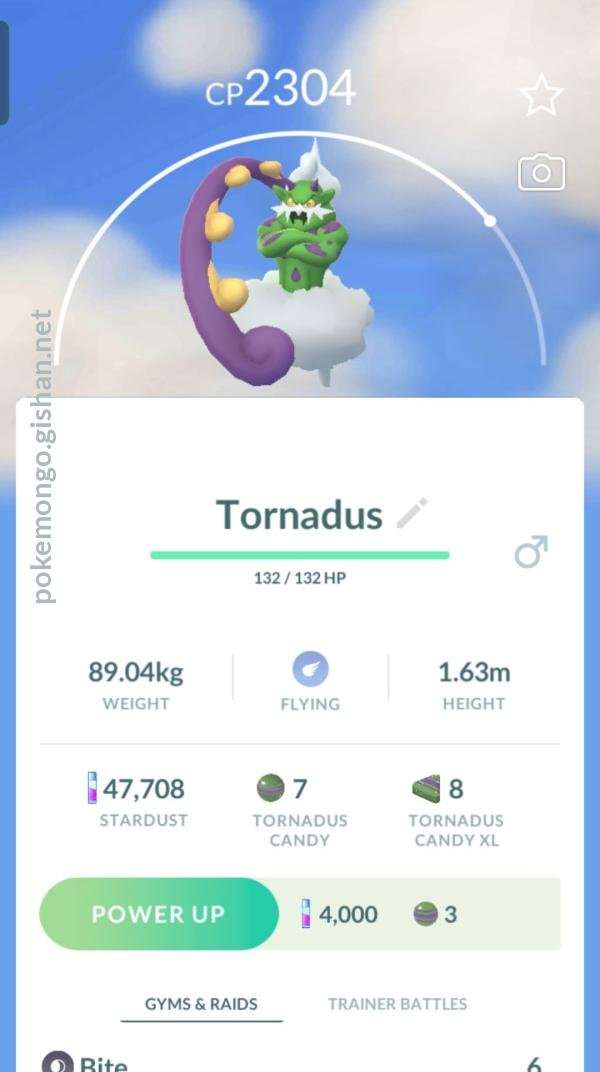 CP2304
pokemongo.gishan.net
Tornadus
132 / 132 HP
89.04kg
WEIGHT
FLYING
1.63m
HEIGHT
47,708
STARDUST
7
TORNADUS
CANDY
8
TORNADUS
CANDY XL
POWER UP
4,000
3
GYMS & RAIDS
TRAINER BATTLES
Bite
6